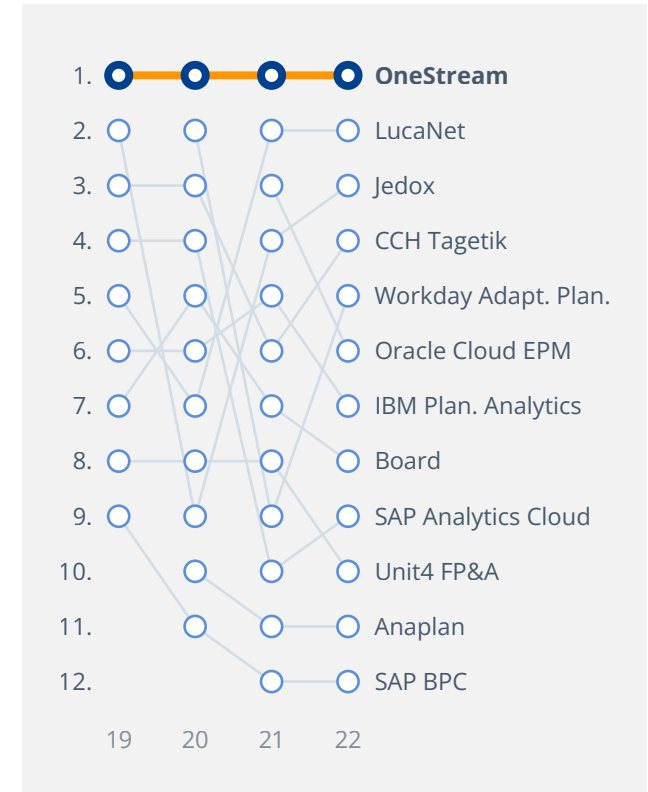 1. OneStream
2. LucaNet
3. Jedox
4. CCH Tagetik
5. Workday Adapt. Plan.
6. Oracle Cloud EPM
7. IBM Plan. Analytics
8. Board
9. SAP Analytics Cloud
10. Unit4 FP&A
11. Anaplan
12. SAP BPC
19 20 21 22